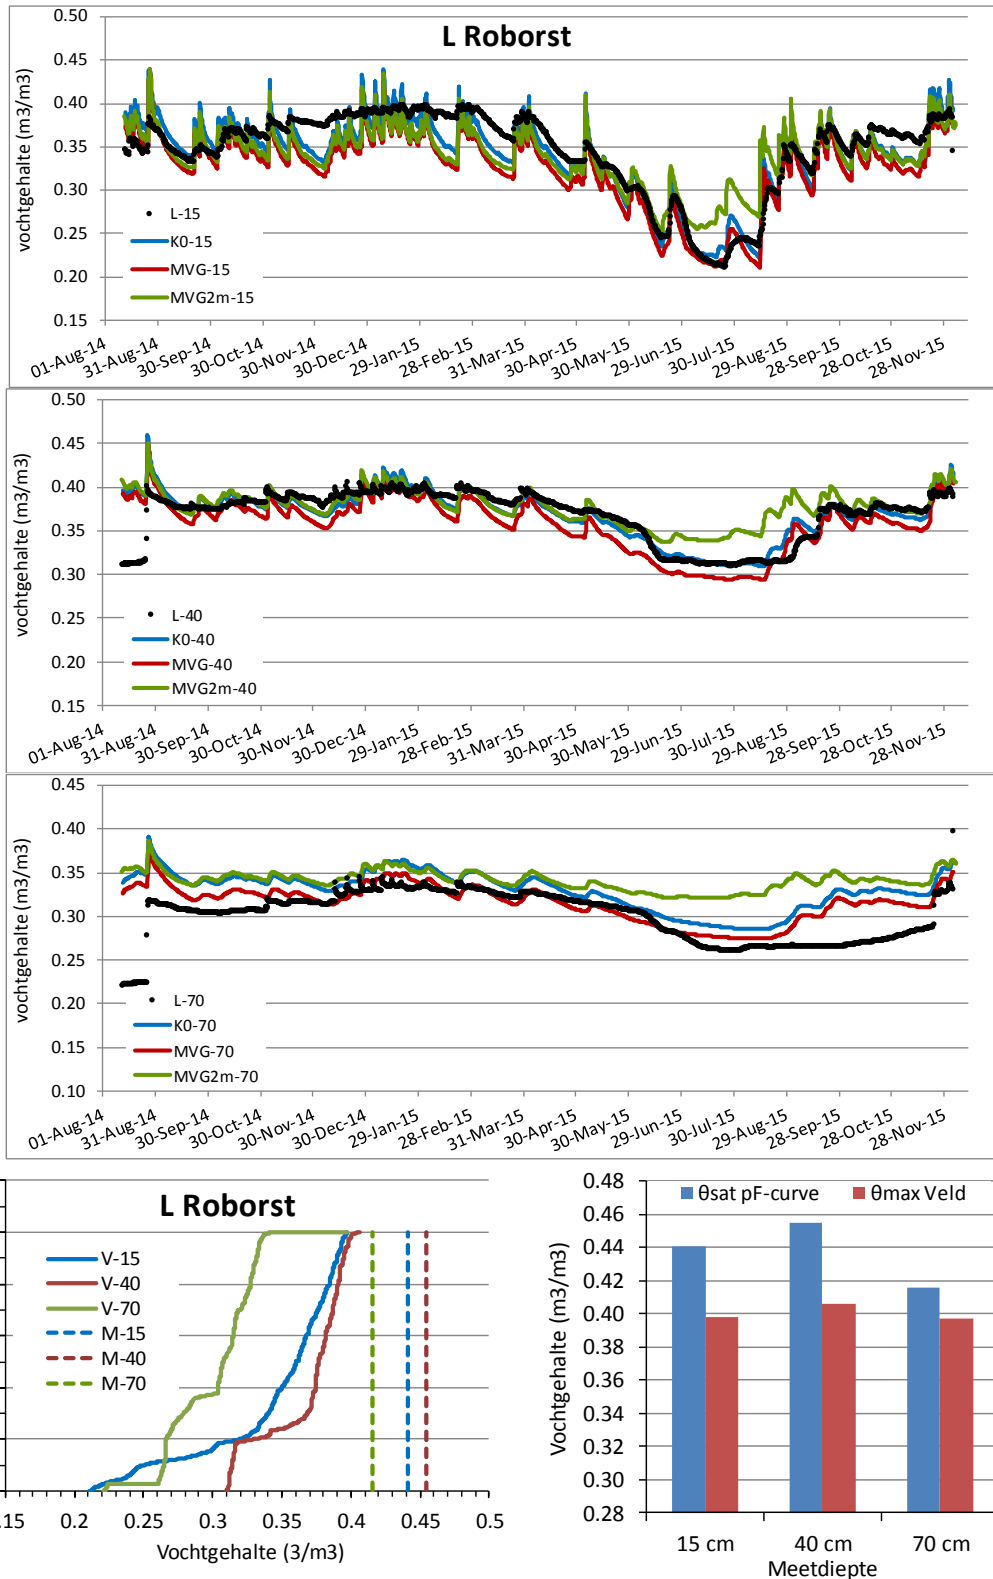 L Roborst
0.50
0.45
0.40
0.35
0.30
0.25
0.20
0.15
vochtgehalte (m3/m3)
L-15
K0-15
MVG-15
MVG2m-15
01-Aug-14
31-Aug-14
30-Sep-14
30-Oct-14
30-Nov-14
30-Dec-14
29-Jan-15
28-Feb-15
31-Mar-15
30-Apr-15
30-May-15
29-Jun-15
30-Jul-15
29-Aug-15
28-Sep-15
28-Oct-15
28-Nov-15
0.50
0.45
0.40
0.35
0.30
0.25
0.20
0.15
vochtgehalte (m3/m3)
L-40
K0-40
MVG-40
MVG2m-40
01-Aug-14
31-Aug-14
30-Sep-14
30-Oct-14
30-Nov-14
30-Dec-14
29-Jan-15
28-Feb-15
31-Mar-15
30-Apr-15
30-May-15
29-Jun-15
30-Jul-15
29-Aug-15
28-Sep-15
28-Oct-15
28-Nov-15
0.45
0.40
0.35
0.30
0.25
0.20
0.15
0.10
vochtgehalte (m3/m3)
L-70
K0-70
MVG-70
MVG2m-70
01-Aug-14
31-Aug-14
30-Sep-14
30-Oct-14
30-Nov-14
30-Dec-14
29-Jan-15
28-Feb-15
31-Mar-15
30-Apr-15
30-May-15
29-Jun-15
30-Jul-15
29-Aug-15
28-Sep-15
28-Oct-15
28-Nov-15
L Roborst
V-15
V-40
V-70
M-15
M-40
M-70
.15 0.2 0.25 0.3 0.35 0.4 0.45 0.5
Vochtgehalte (3/m3)
θsat pF-curve θmax Veld
0.48
0.46
0.44
0.42
0.40
0.38
0.36
0.34
0.32
0.30
0.28
Vochtgehalte (m3/m3)
15 cm 40 cm 70 cm
Meetdiepte